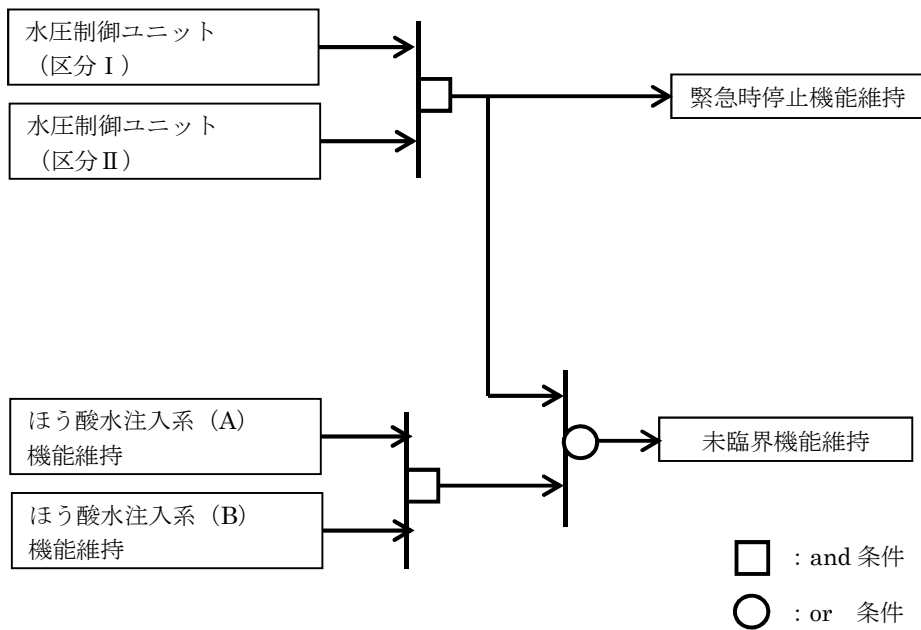 水圧制御ユニット
(区分Ⅰ)
水圧制御ユニット
(区分Ⅱ)
緊急時停止機能維持
ほう酸水注入系(A)
機能維持
ほう酸水注入系(B)
機能維持
未臨界機能維持
:and 条件
:or 条件